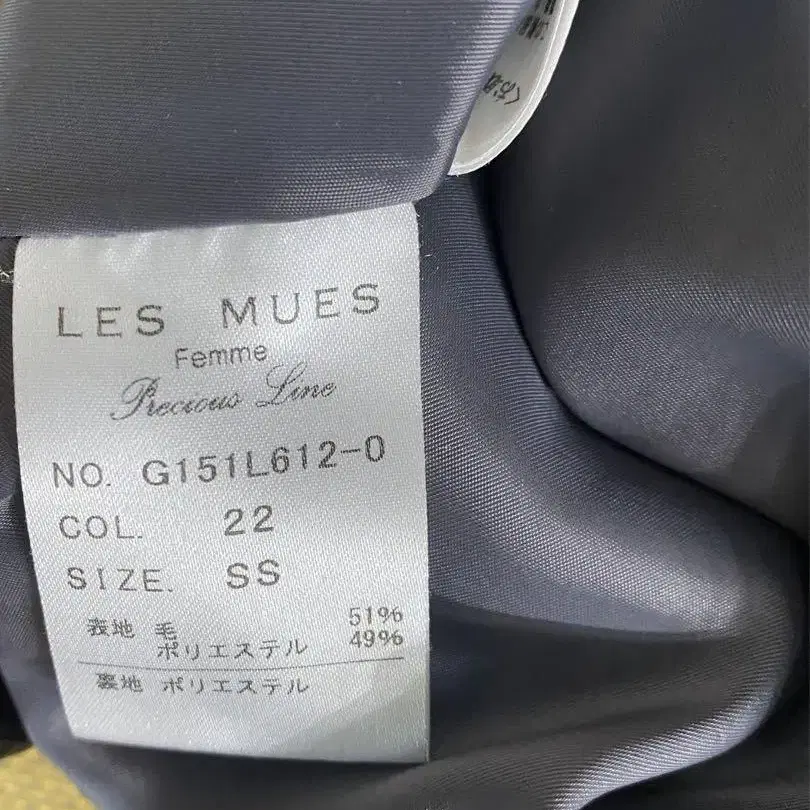 LES MUES
Femme
Precious Line
NO. G151L612-0
COL. 22
SIZE. SS
表地 毛 51%
ポリエステル 49%
裏地 ポリエステル